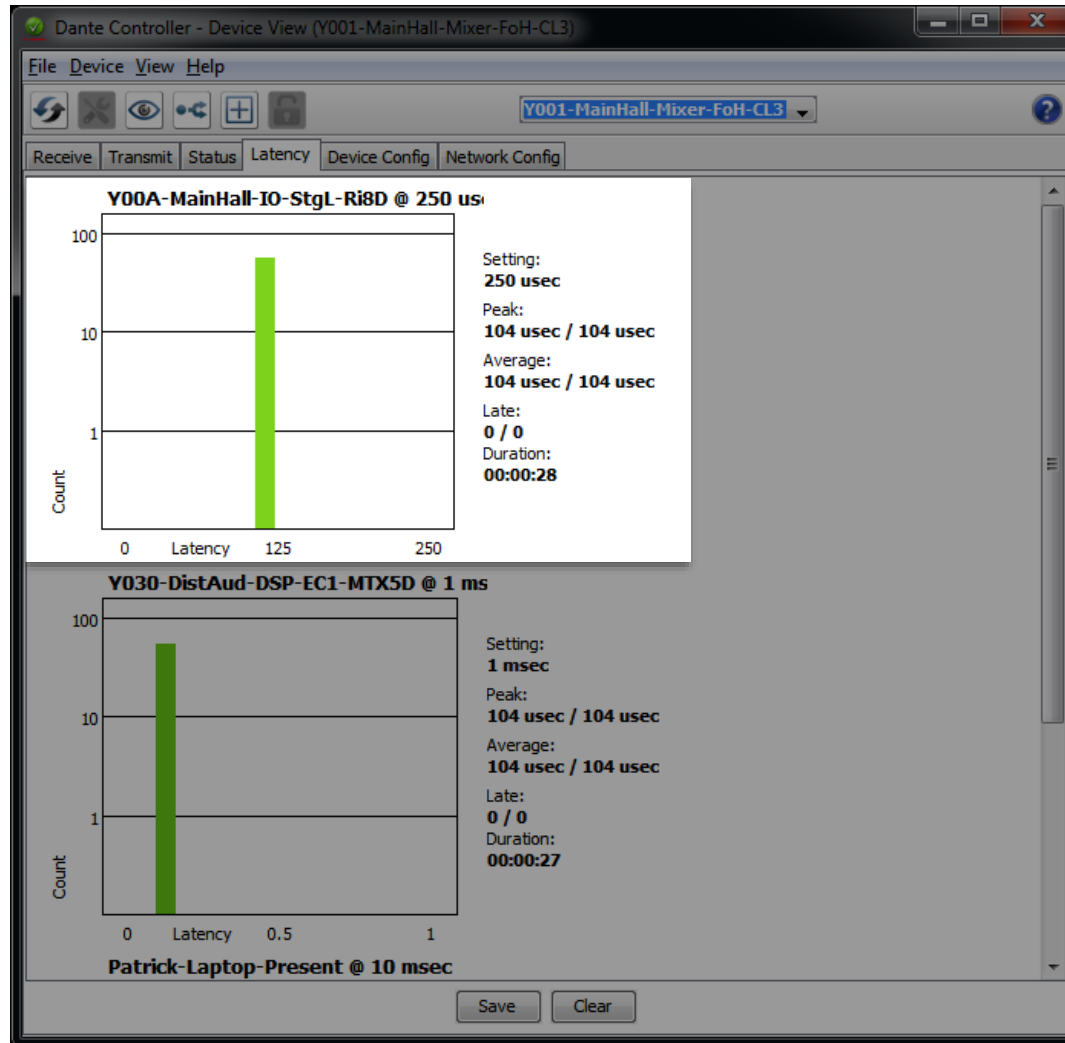 Dante Controller - Device View (Y001-MainHall-Mixer-FoH-CL3)
File Device View Help
Y001-MainHall-Mixer-FoH-CL3
?
Receive Transmit Status Latency Device Config Network Config
Y00A-MainHall-IO-StgL-Ri8D @ 250 us
100
10
1
Count
0 Latency 125 250
Setting:
250 usec
Peak:
104 usec / 104 usec
Average:
104 usec / 104 usec
Late:
0 / 0
Duration:
00:00:28
Y030-DistAud-DSP-EC1-MTX5D @ 1 ms
100
10
1
Count
0 Latency 0.5 1
Setting:
1 msec
Peak:
104 usec / 104 usec
Average:
104 usec / 104 usec
Late:
0 / 0
Duration:
00:00:27
Patrick-Laptop-Present @ 10 msec
Save Clear